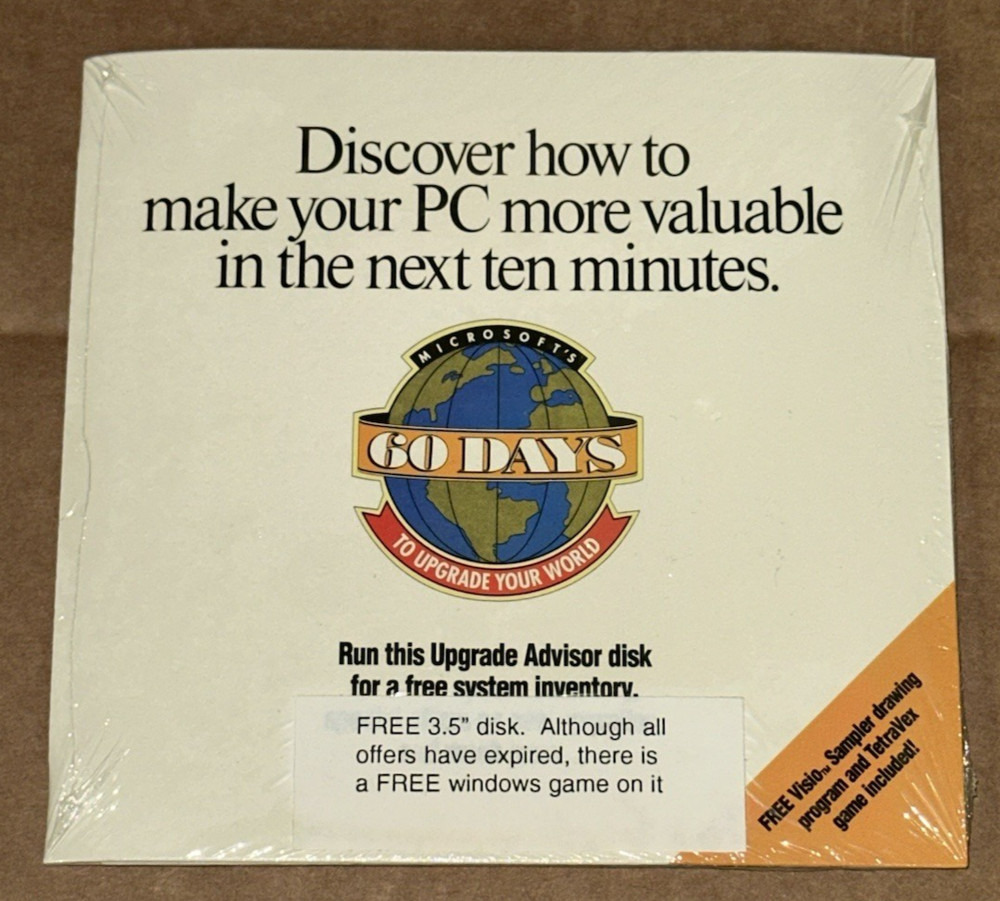 Discover how to
make your PC more valuable
in the next ten minutes.
MICROSOFT'S
60 DAYS
TO UPGRADE YOUR WORLD
Run this Upgrade Advisor disk
for a free system inventory.
FREE 3.5" disk. Although all
offers have expired, there is
a FREE windows game on it
FREE Visio™ Sampler drawing
program and TetraVex
game included!